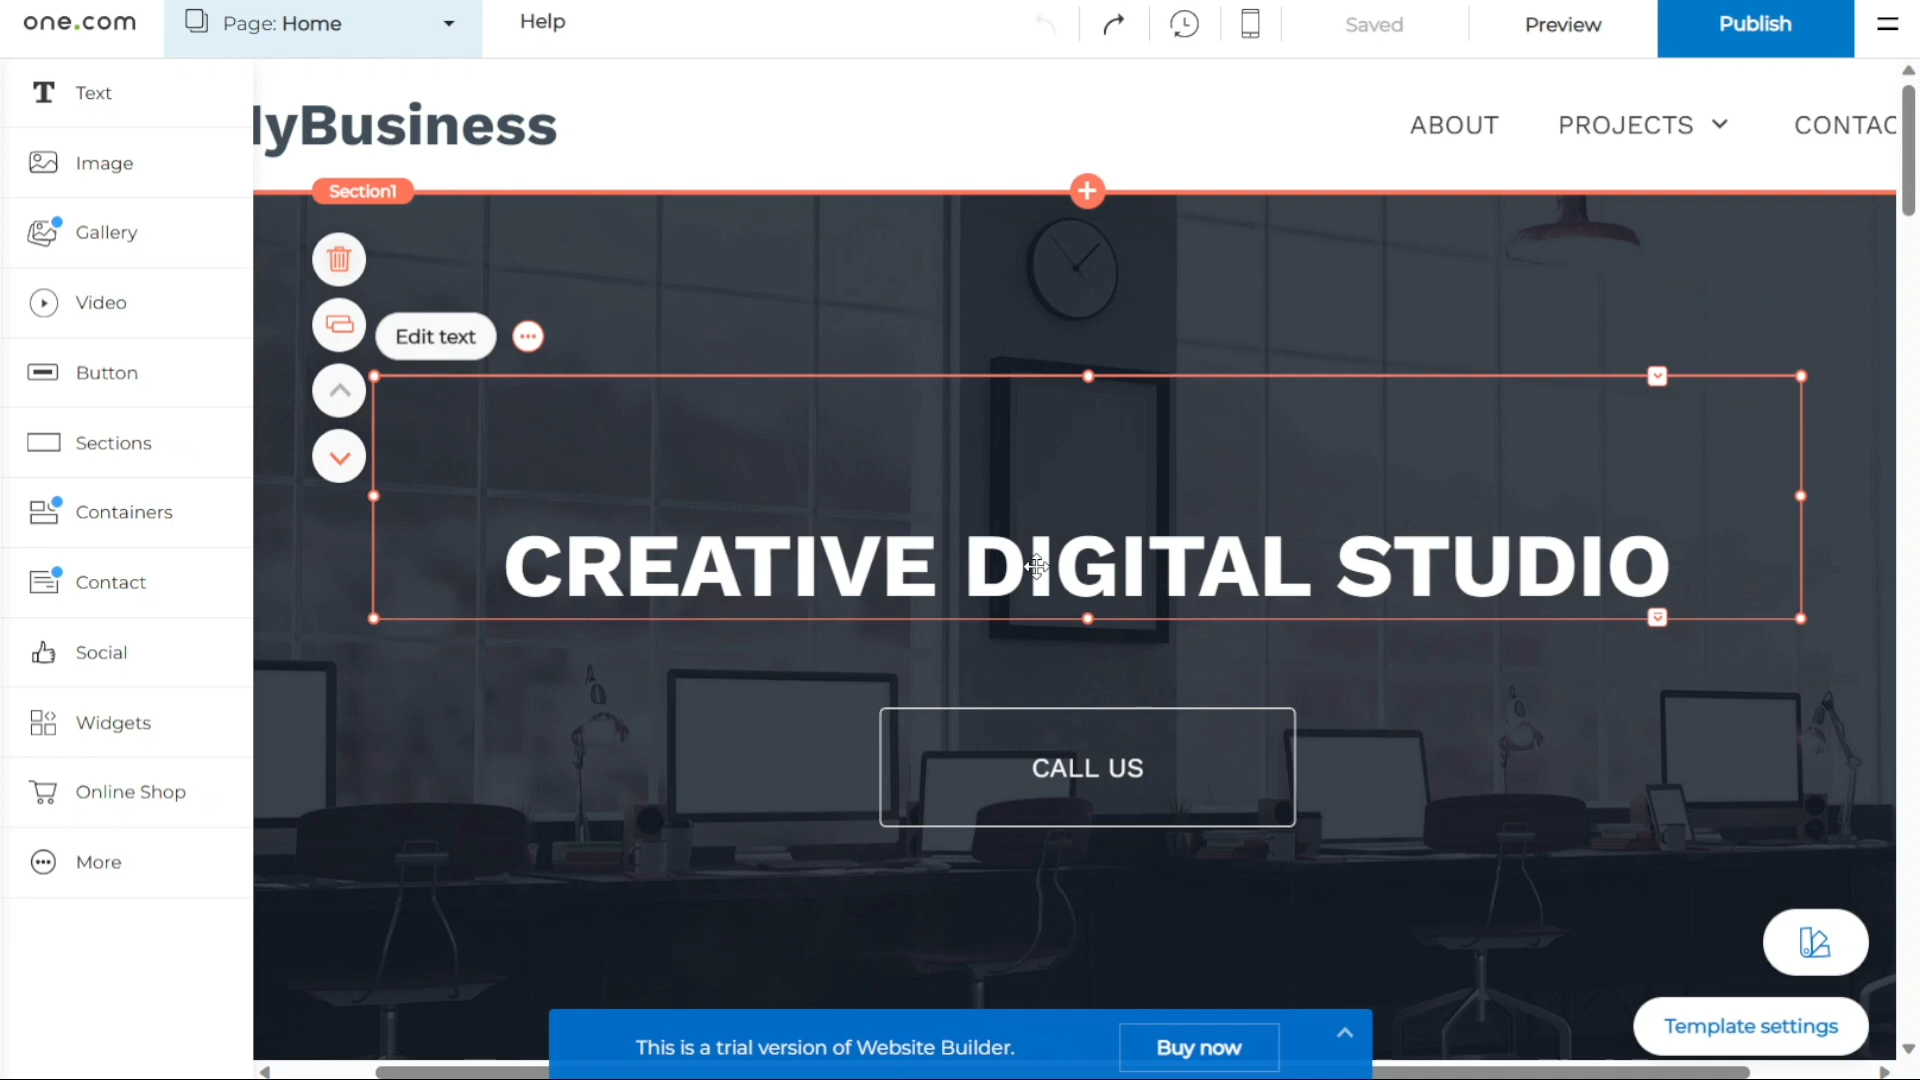 one.com
Page: Home
Help
Saved
Preview
Publish
Text
Image
Gallery
Video
Button
Sections
Containers
Contact
Social
Widgets
Online Shop
More
lyBusiness
ABOUT
PROJECTS
CONTAC
Section1
Edit text
CREATIVE DIGITAL STUDIO
CALL US
Template settings
This is a trial version of Website Builder.
Buy now